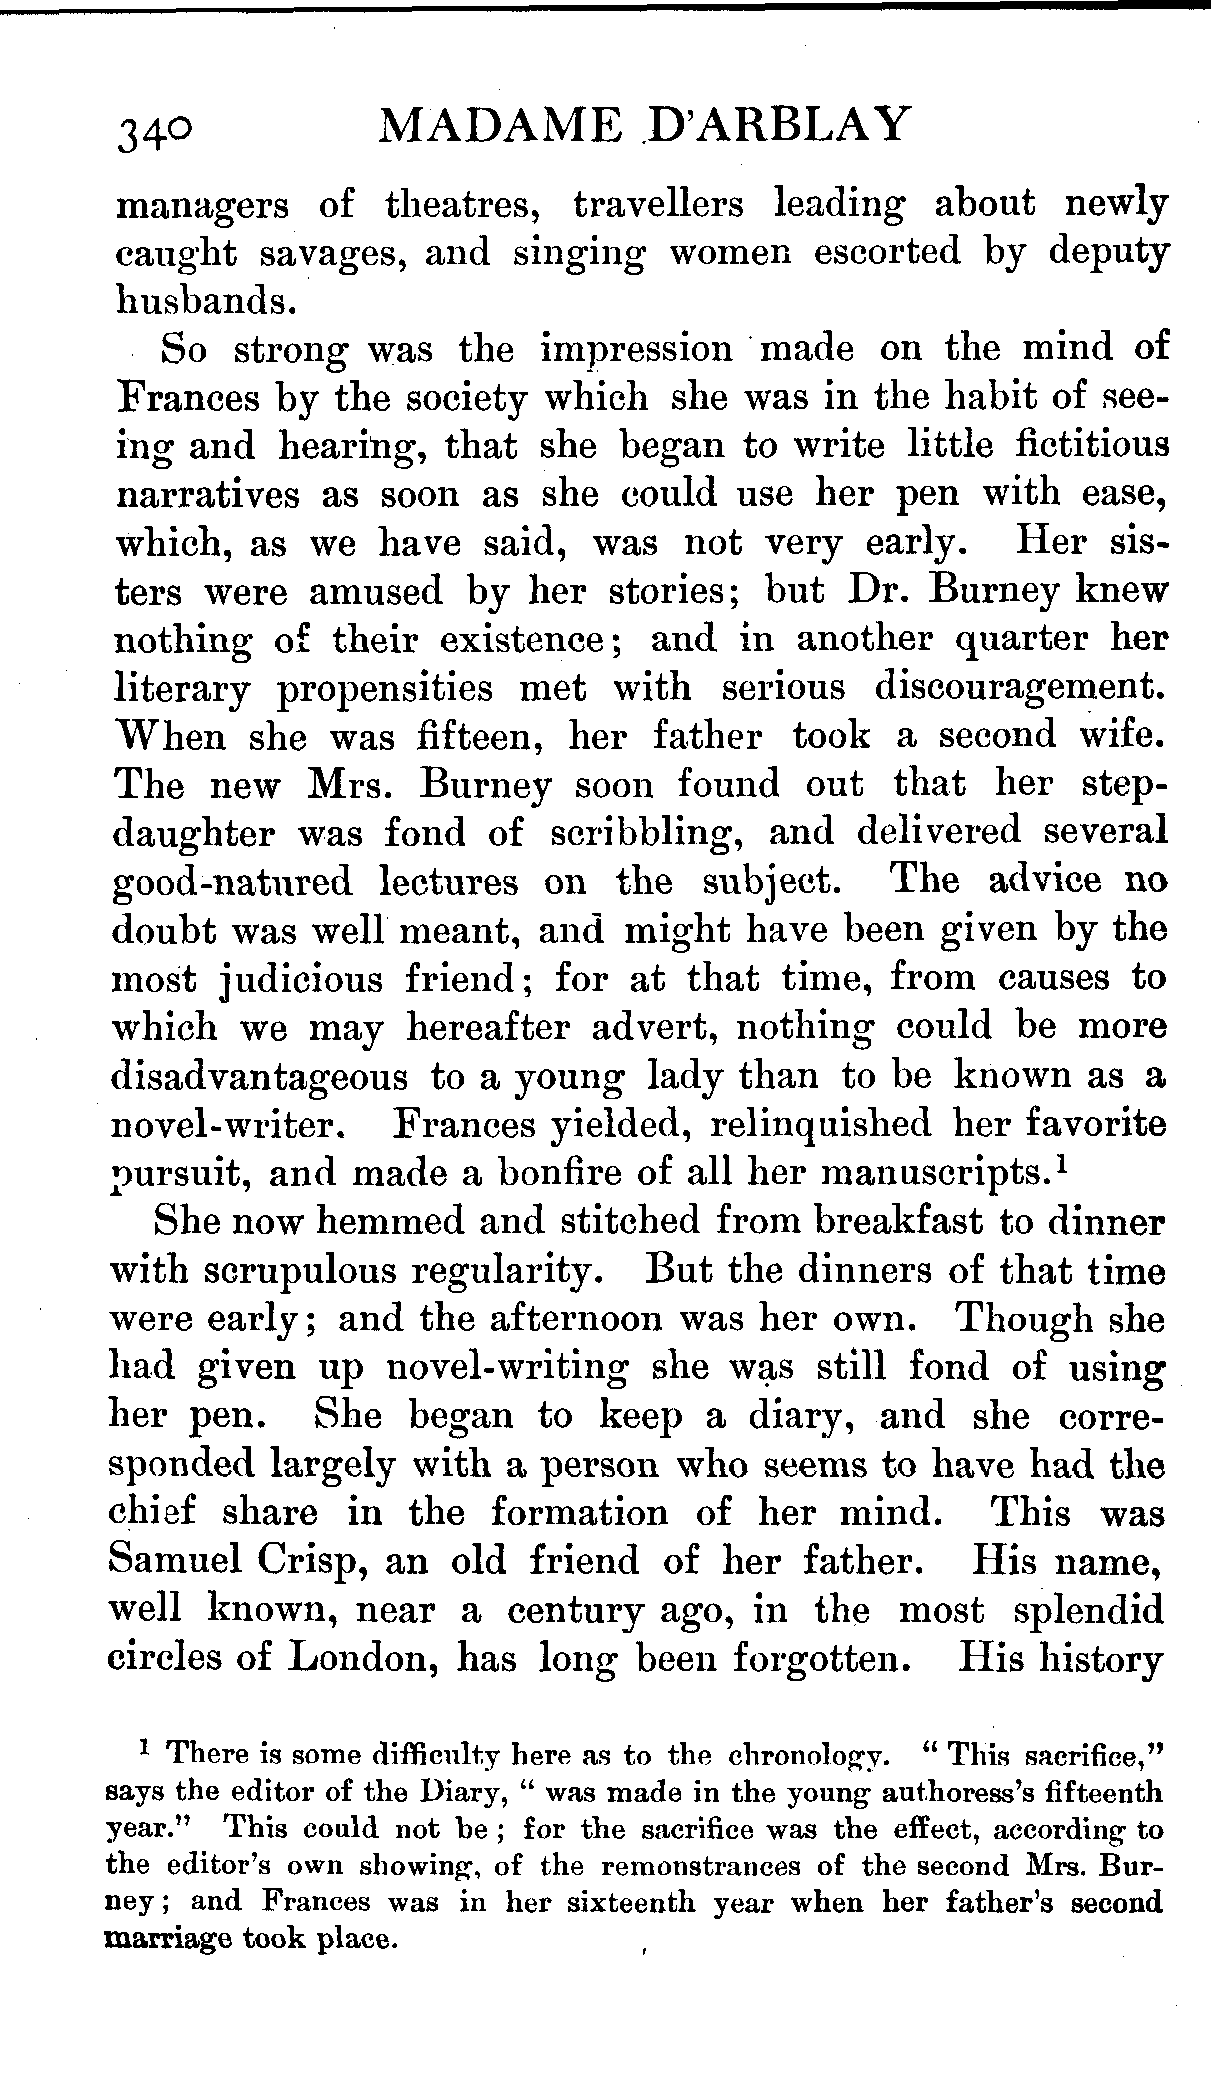 340 MADAME D'ARBLAY
managers of theatres, travellers leading about newly
caught savages, and singing women escorted by deputy
husbands.
So strong was the impression made on the mind of
Frances by the society which she was in the habit of see-
ing and hearing, that she began to write little fictitious
narratives as soon as she could use her pen with ease,
which, as we have said, was not very early. Her sis-
ters were amused by her stories; but Dr. Burney knew
nothing of their existence; and in another quarter her
literary propensities met with serious discouragement.
When she was fifteen, her father took a second wife.
The new Mrs. Burney soon found out that her step-
daughter was fond of scribbling, and delivered several
good-natured lectures on the subject. The advice no
doubt was well meant, and might have been given by the
most judicious friend; for at that time, from causes to
which we may hereafter advert, nothing could be more
disadvantageous to a young lady than to be known as a
novel-writer. Frances yielded, relinquished her favorite
pursuit, and made a bonfire of all her manuscripts.¹
She now hemmed and stitched from breakfast to dinner
with scrupulous regularity. But the dinners of that time
were early; and the afternoon was her own. Though she
had given up novel-writing she was still fond of using
her pen. She began to keep a diary, and she corre-
sponded largely with a person who seems to have had the
chief share in the formation of her mind. This was
Samuel Crisp, an old friend of her father. His name,
well known, near a century ago, in the most splendid
circles of London, has long been forgotten. His history
¹ There is some difficulty here as to the chronology. "This sacrifice,"
says the editor of the Diary, "was made in the young authoress's fifteenth
year." This could not be; for the sacrifice was the effect, according to
the editor's own showing, of the remonstrances of the second Mrs. Bur-
ney; and Frances was in her sixteenth year when her father's second
marriage took place.